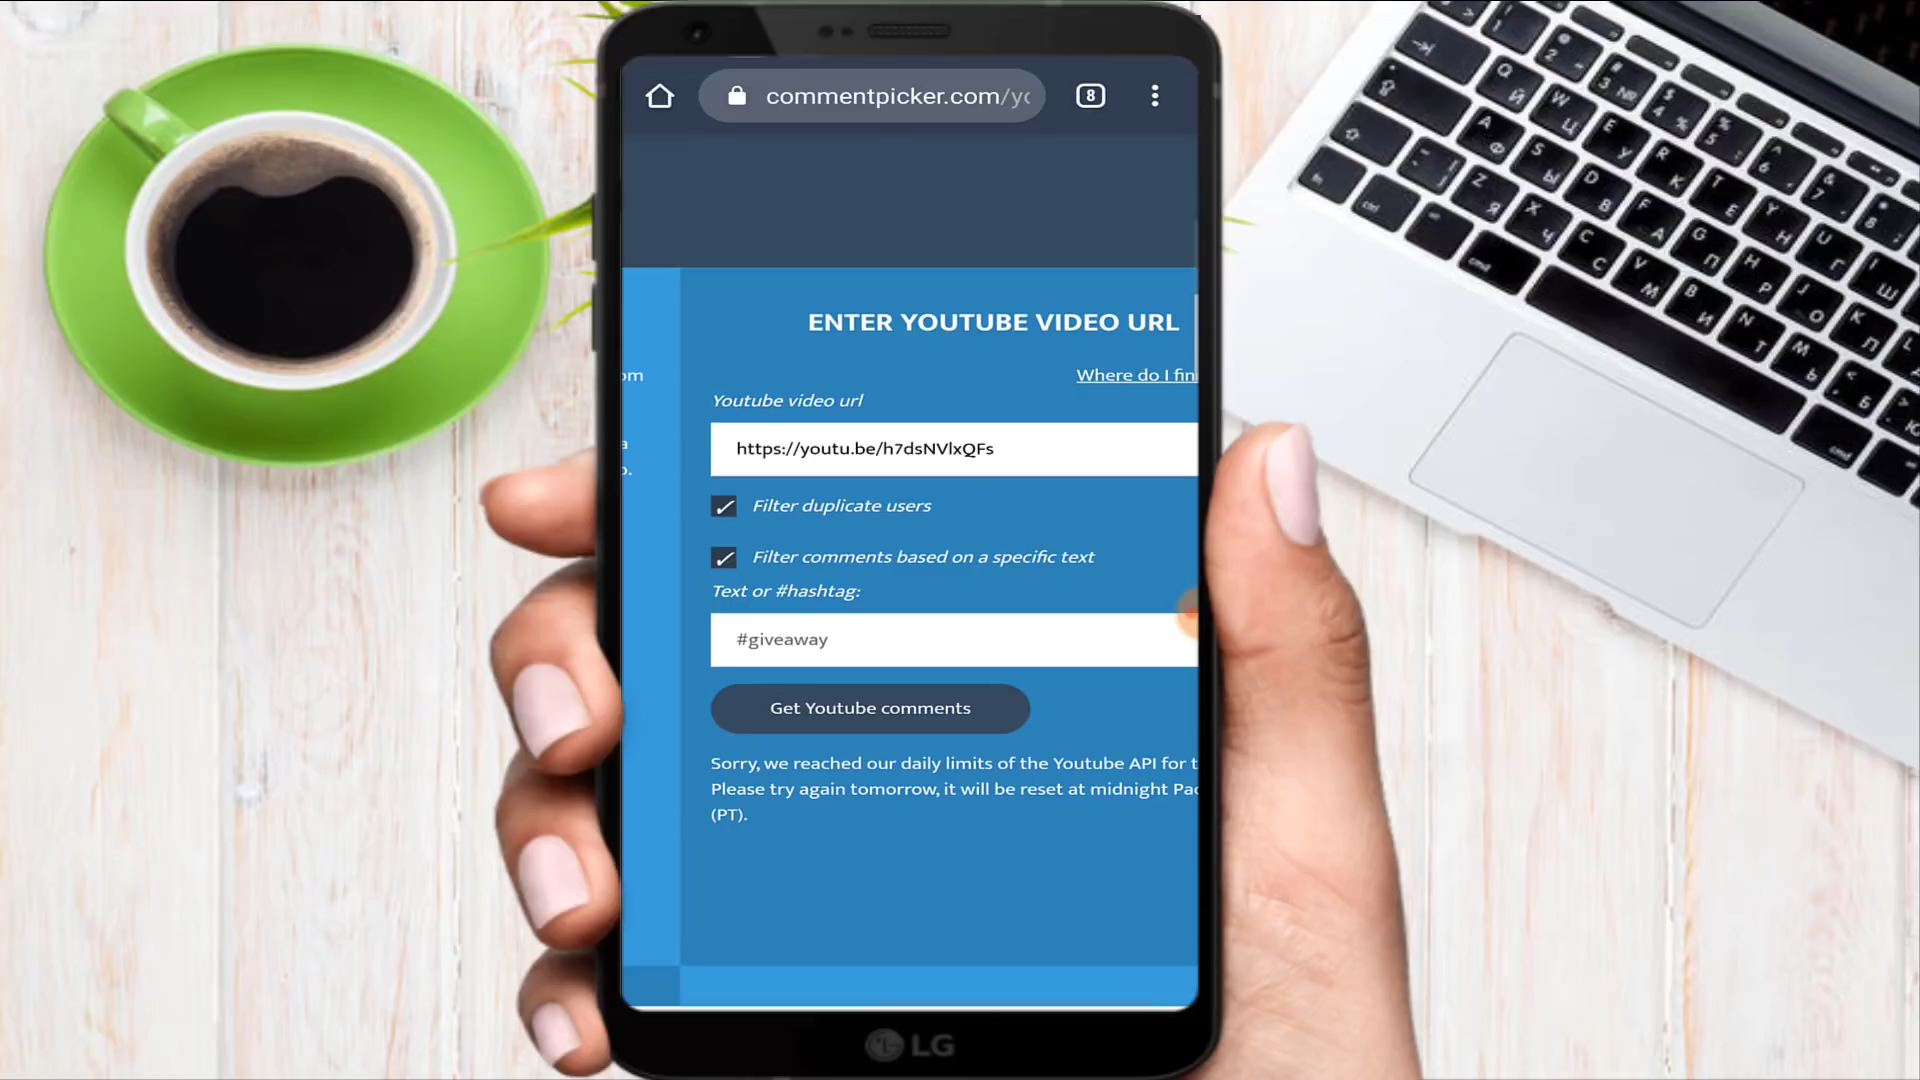 commentpicker.com/yo
8
ENTER YOUTUBE VIDEO URL
om
Where do I fin
Youtube video url
a
https://youtu.be/h7dsNVlxQFs
o.
Filter duplicate users
Filter comments based on a specific text
Text or #hashtag:
#giveaway
Get Youtube comments
Sorry, we reached our daily limits of the Youtube API for t
Please try again tomorrow, it will be reset at midnight Pac
(PT).
LG